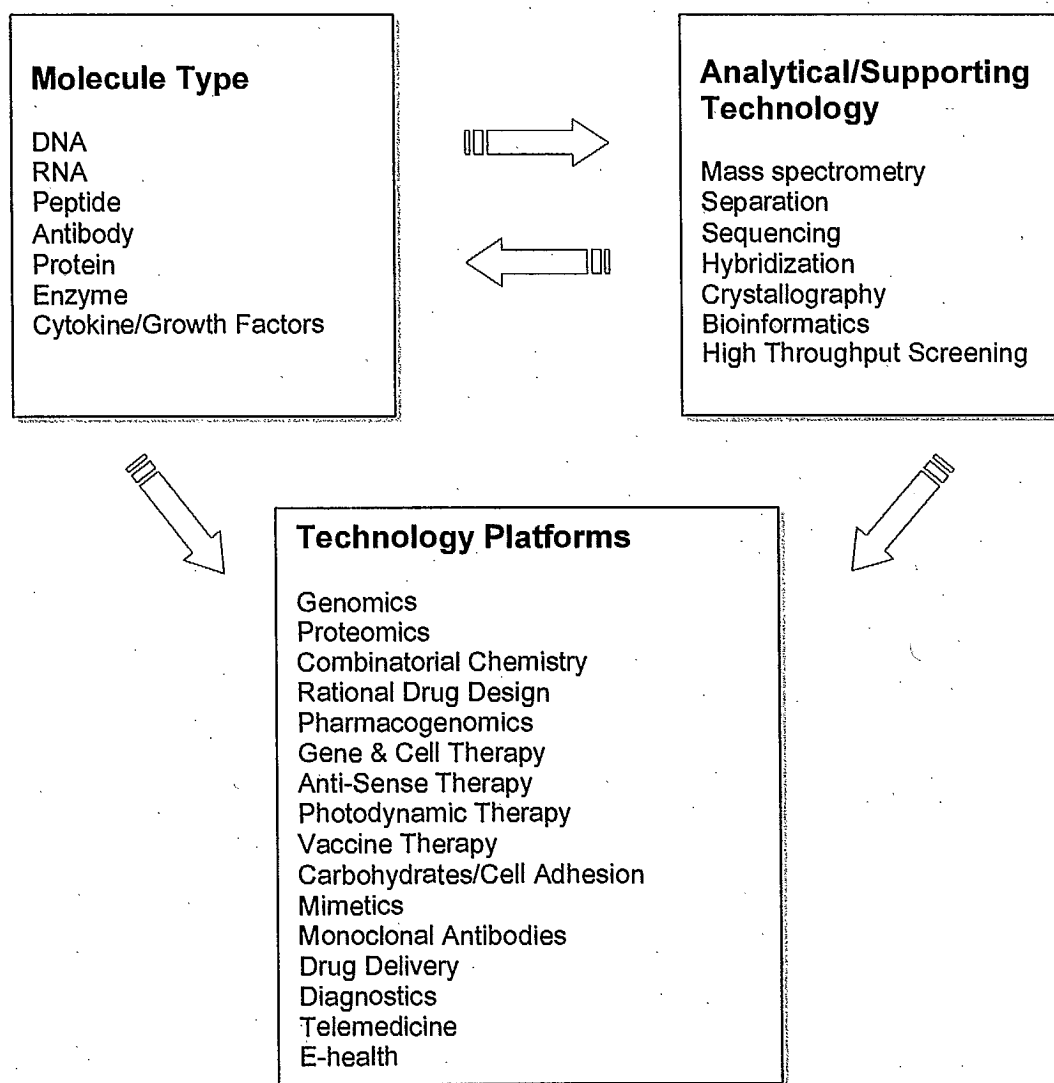 Molecule Type
DNA
RNA
Peptide
Antibody
Protein
Enzyme
Cytokine/Growth Factors
Analytical/Supporting
Technology
Mass spectrometry
Separation
Sequencing
Hybridization
Crystallography
Bioinformatics
High Throughput Screening
Technology Platforms
Genomics
Proteomics
Combinatorial Chemistry
Rational Drug Design
Pharmacogenomics
Gene & Cell Therapy
Anti-Sense Therapy
Photodynamic Therapy
Vaccine Therapy
Carbohydrates/Cell Adhesion
Mimetics
Monoclonal Antibodies
Drug Delivery
Diagnostics
Telemedicine
E-health